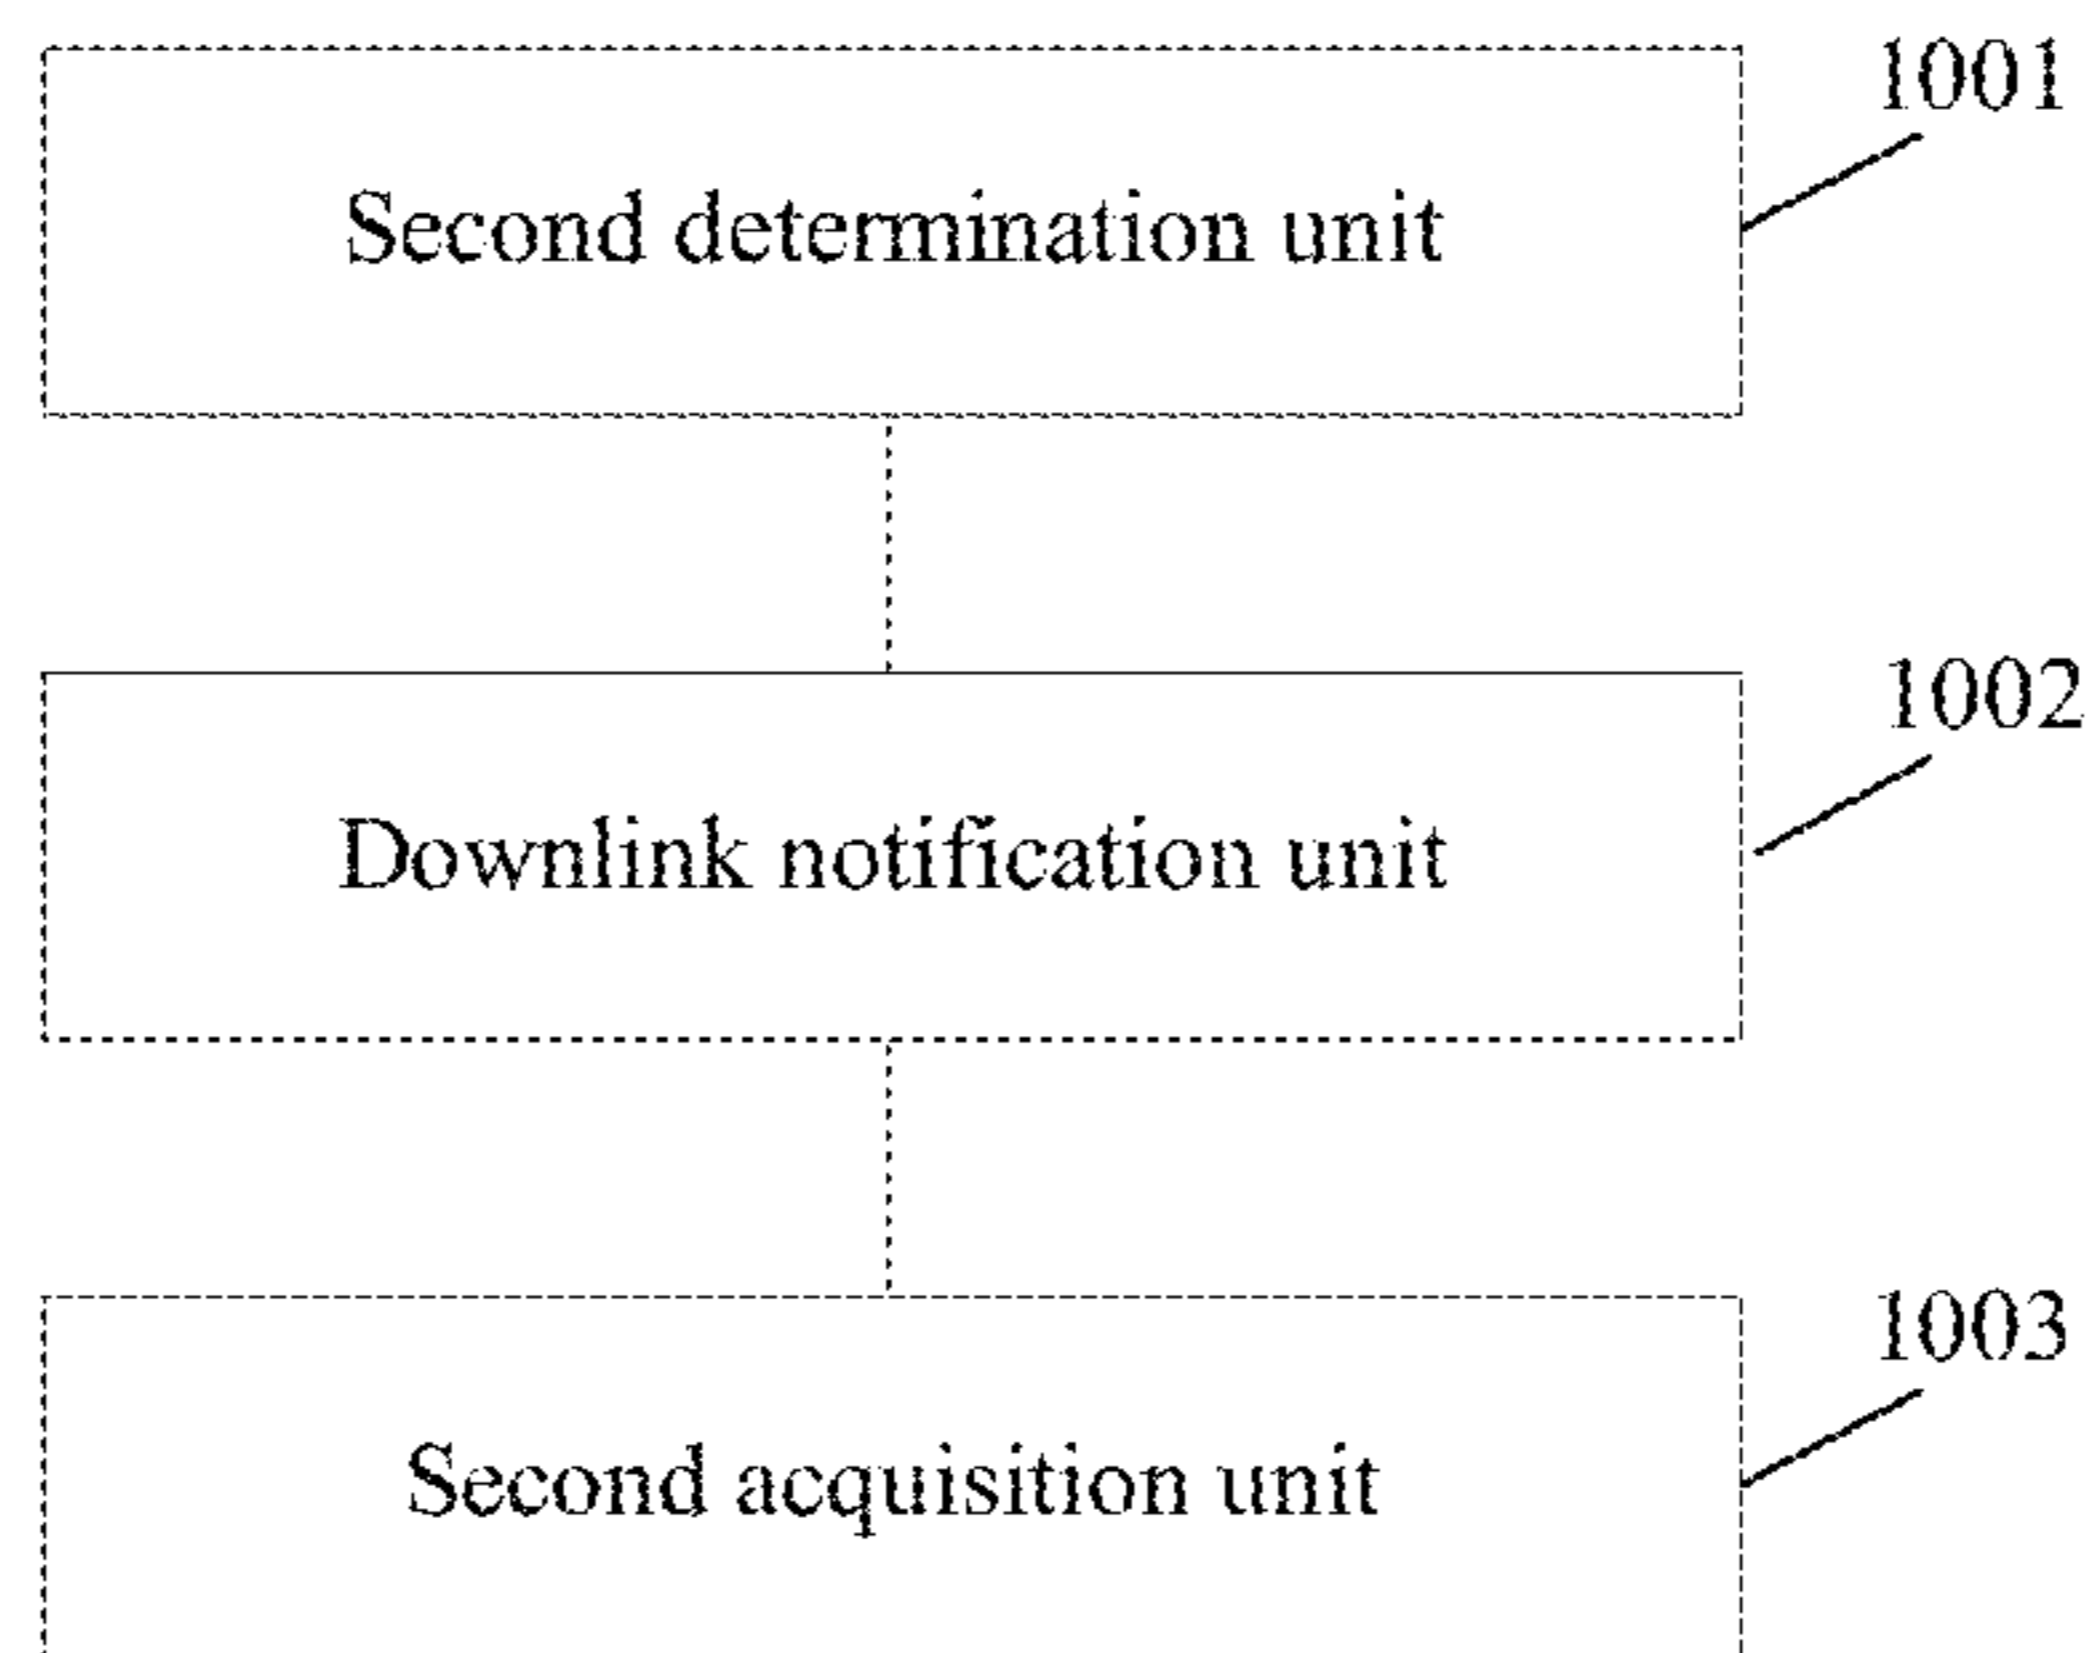 1001
Second determination unit
1002
Downlink notification unit
1003
Second acquisition unit